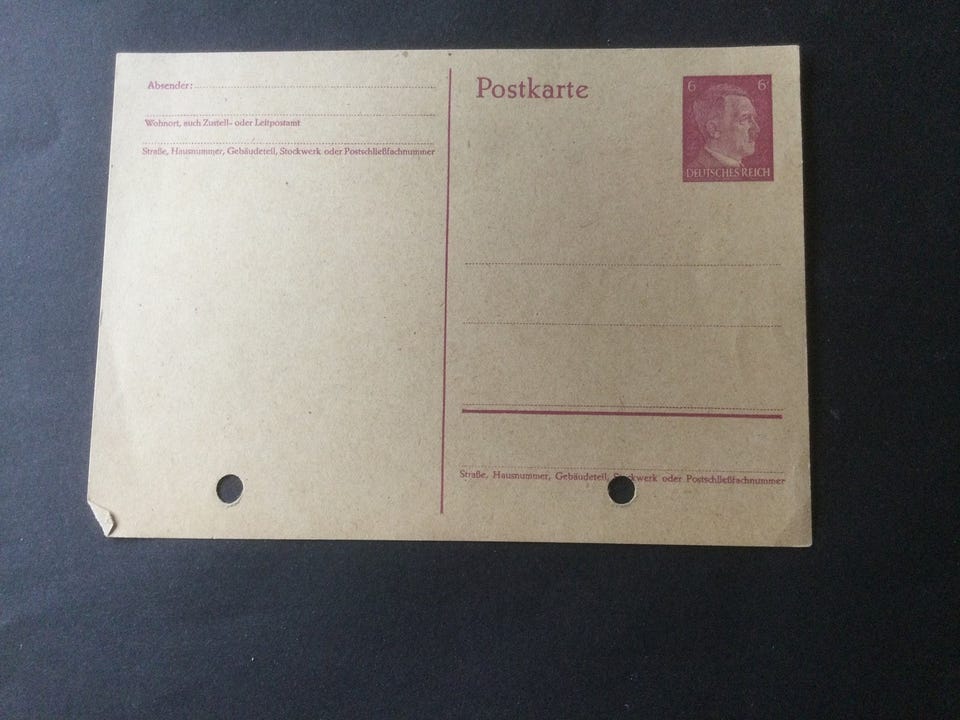 Absender:
Wohnort, auch Zustell- oder Leitpostamt
Straße, Hausnummer, Gebäudeteil, Stockwerk oder Postschließfachnummer
Postkarte
6 6
DEUTSCHES REICH
Straße, Hausnummer, Gebäudeteil, Stockwerk oder Postschließfachnummer